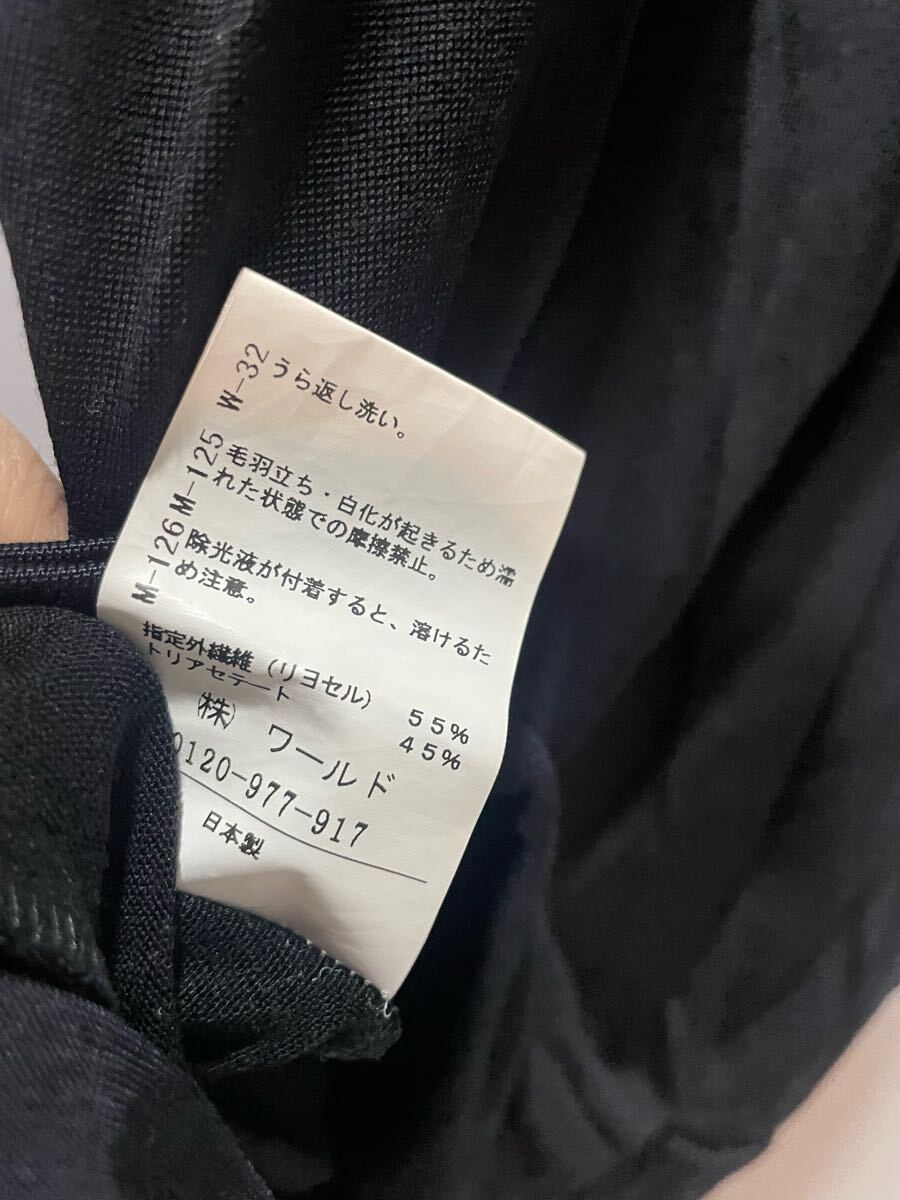 W-32 うら返し洗い。
M-125 毛羽立ち・白化が起きるため濡
れた状態での摩擦禁止。
M-126 除光液が付着すると、溶けるた
め注意。
指定外繊維(リヨセル) 55%
トリアセテート 45%
(株) ワールド
0120-977-917
日本製